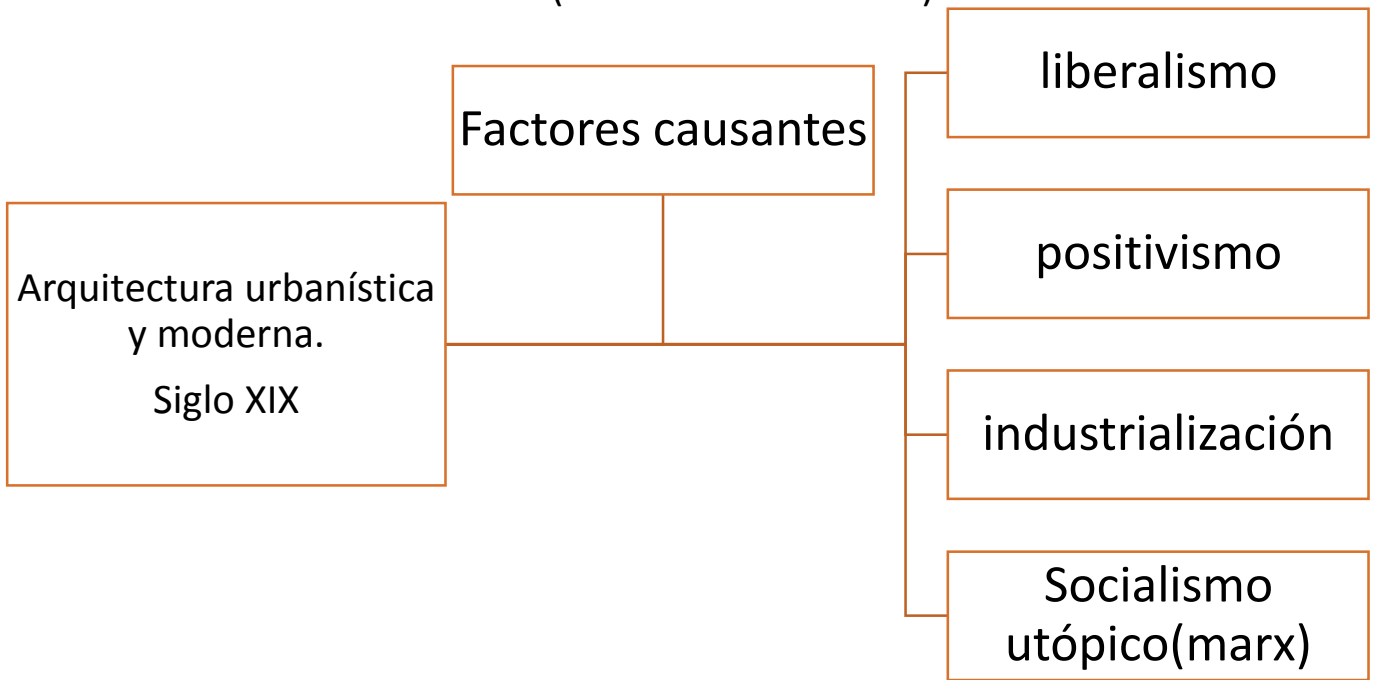 Factores causantes
Arquitectura urbanística
y moderna.
Siglo XIX
liberalismo
positivismo
industrialización
Socialismo
utópico(marx)